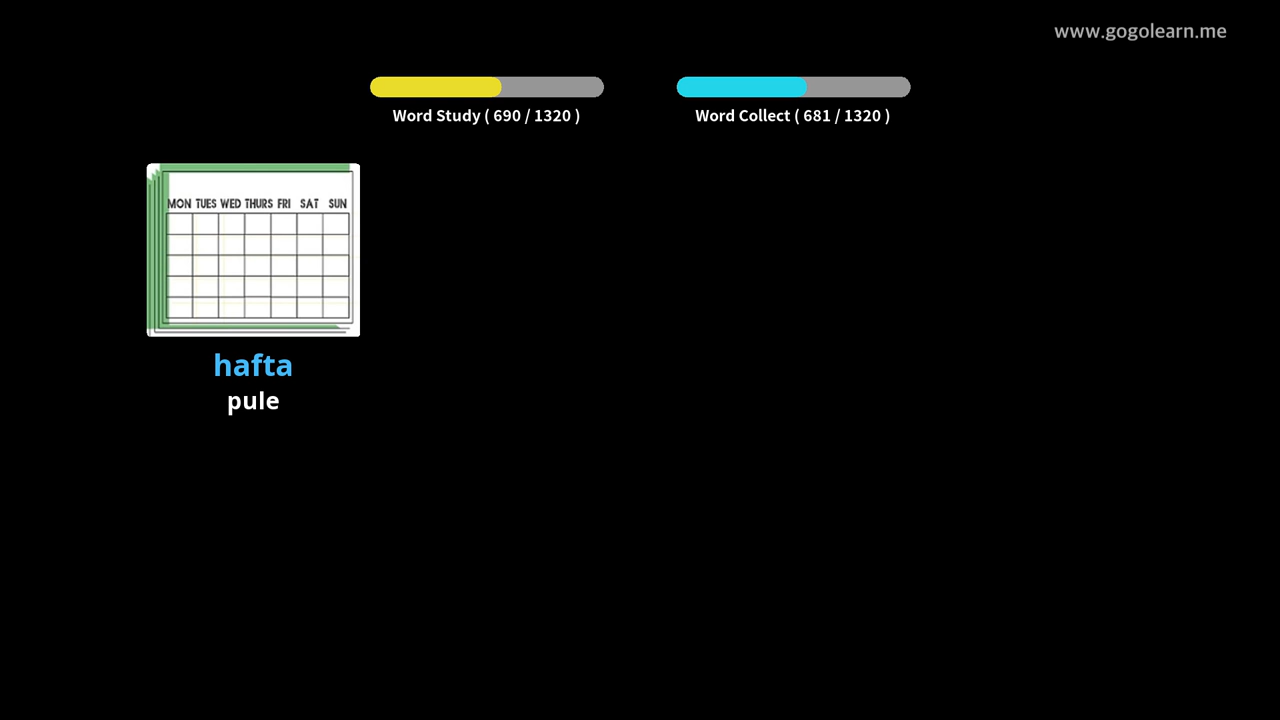 www.gogolearn.me
Word Study ( 690 / 1320 )
Word Collect ( 681 / 1320 )
MON TUES WED THURS FRI SAT SUN
hafta
pule